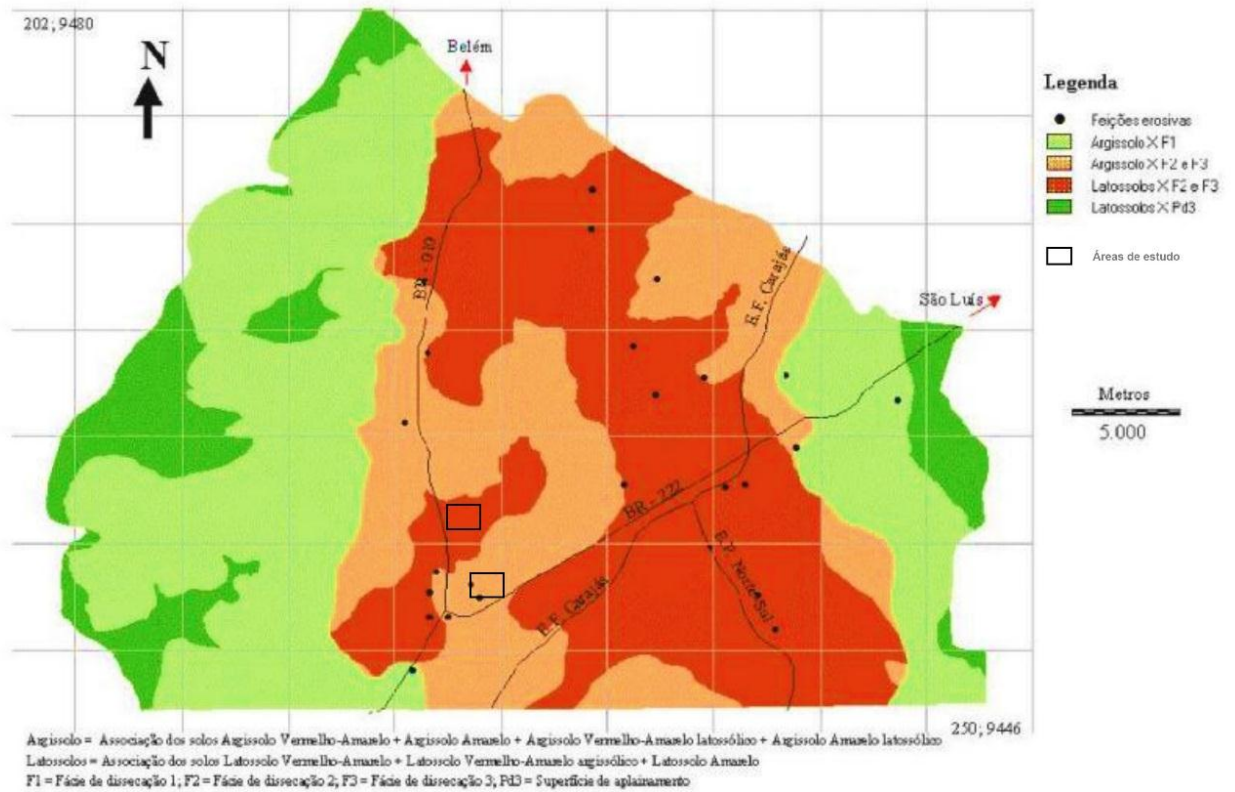 202; 9480
N
Belém
BR - 010
E.F. Carajás
São Luís
BR - 222
E.F. Carajás
E.F. Norte-Sul
250; 9446
Legenda
Feições erosivas
Argissolo X F1
Argissolo X F2 e F3
Latossolos X F2 e F3
Latossolos X Pd3
Áreas de estudo
Metros
5.000
Argissolo = Associação dos solos Argissolo Vermelho-Amarelo + Argissolo Amarelo + Argissolo Vermelho-Amarelo latossólico + Argissolo Amarelo latossólico
Latossolos = Associação dos solos Latossolo Vermelho-Amarelo + Latossolo Vermelho-Amarelo argissólico + Latossolo Amarelo
F1 = Fácie de dissecação 1; F2 = Fácie de dissecação 2; F3 = Fácie de dissecação 3; Pd3 = Superfície de aplainamento